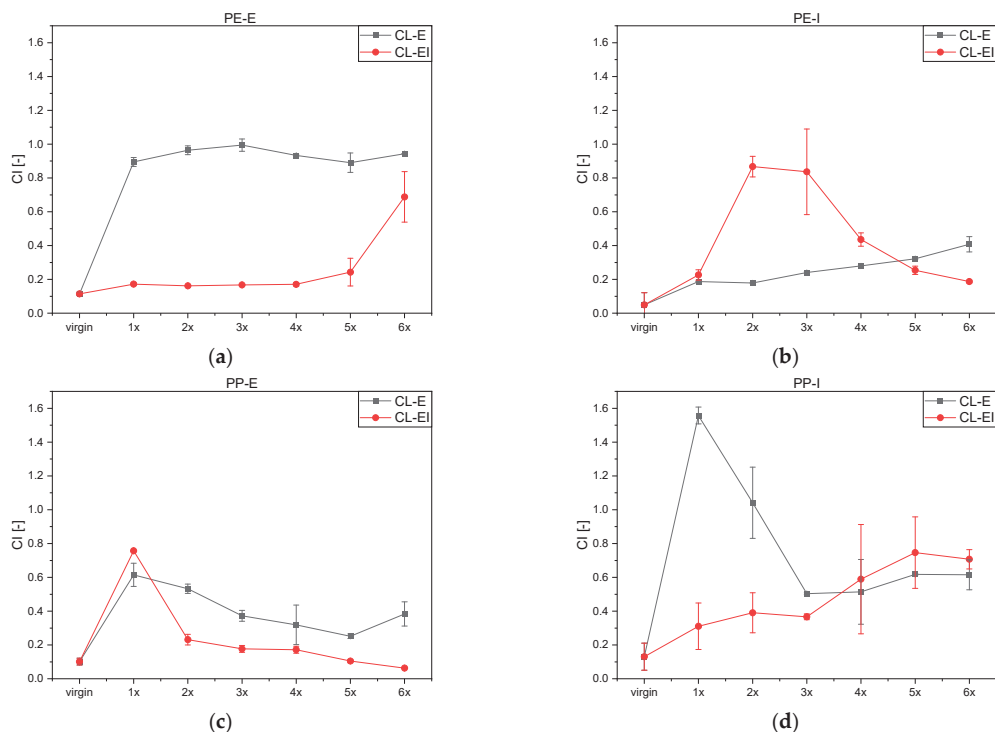 PE-E
CL-E
CL-EI
CI [-]
1.6
1.4
1.2
1.0
0.8
0.6
0.4
0.2
0.0
virgin 1x 2x 3x 4x 5x 6x
(a)
PE-I
CL-E
CL-EI
CI [-]
1.6
1.4
1.2
1.0
0.8
0.6
0.4
0.2
0.0
virgin 1x 2x 3x 4x 5x 6x
(b)
PP-E
CL-E
CL-EI
CI [-]
1.6
1.4
1.2
1.0
0.8
0.6
0.4
0.2
0.0
virgin 1x 2x 3x 4x 5x 6x
(c)
PP-I
CL-E
CL-EI
CI [-]
1.6
1.4
1.2
1.0
0.8
0.6
0.4
0.2
0.0
virgin 1x 2x 3x 4x 5x 6x
(d)